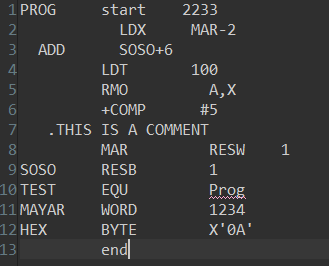 1 PROG start 2233
2 LDX MAR-2
3 ADD SOSO+6
4 LDT 100
5 RMO A,X
6 +COMP #5
7 .THIS IS A COMMENT
8 MAR RESW 1
9 SOSO RESB 1
10 TEST EQU Prog
11 MAYAR WORD 1234
12 HEX BYTE X'0A'
13 end